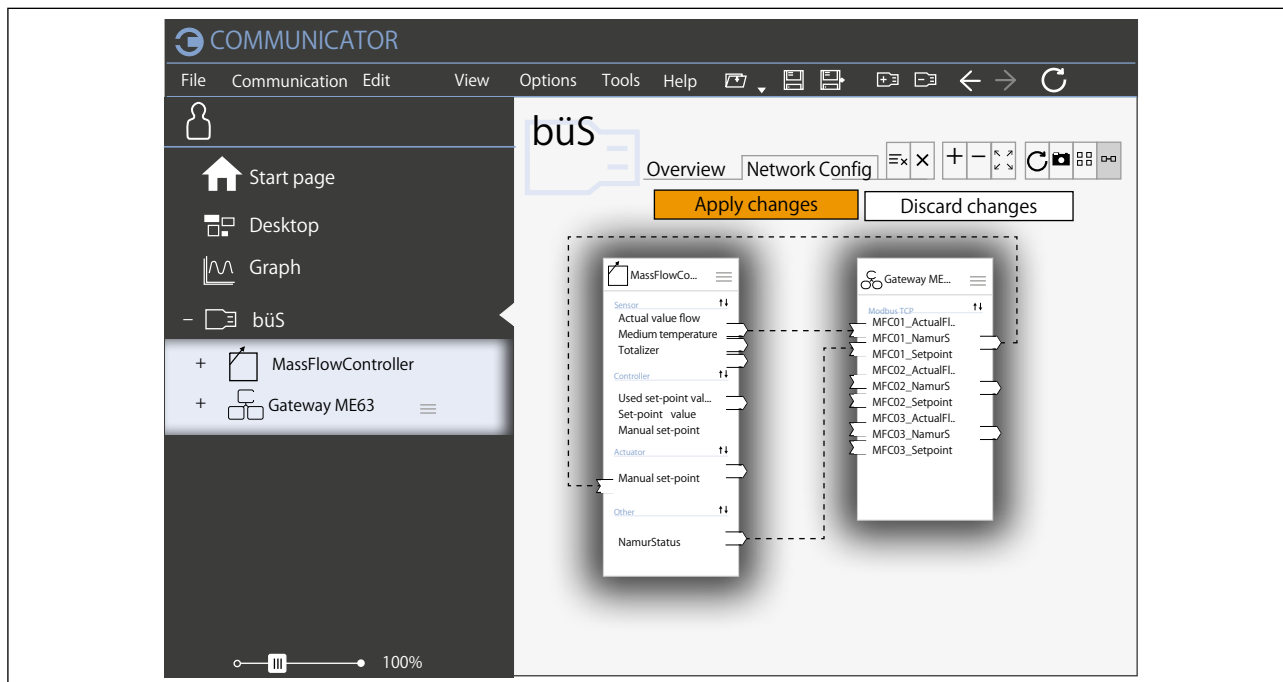 COMMUNICATOR
File Communication Edit View Options Tools Help
Start page
Desktop
Graph
– büS
+ MassFlowController
+ Gateway ME63
100%
büS
Overview Network Config
Apply changes Discard changes
MassFlowCo...
Sensor
Actual value flow
Medium temperature
Totalizer
Controller
Used set-point val...
Set-point value
Manual set-point
Actuator
Manual set-point
Other
NamurStatus
Gateway ME...
Modbus TCP
MFC01_ActualFl..
MFC01_NamurS
MFC01_Setpoint
MFC02_ActualFl..
MFC02_NamurS
MFC02_Setpoint
MFC03_ActualFl..
MFC03_NamurS
MFC03_Setpoint